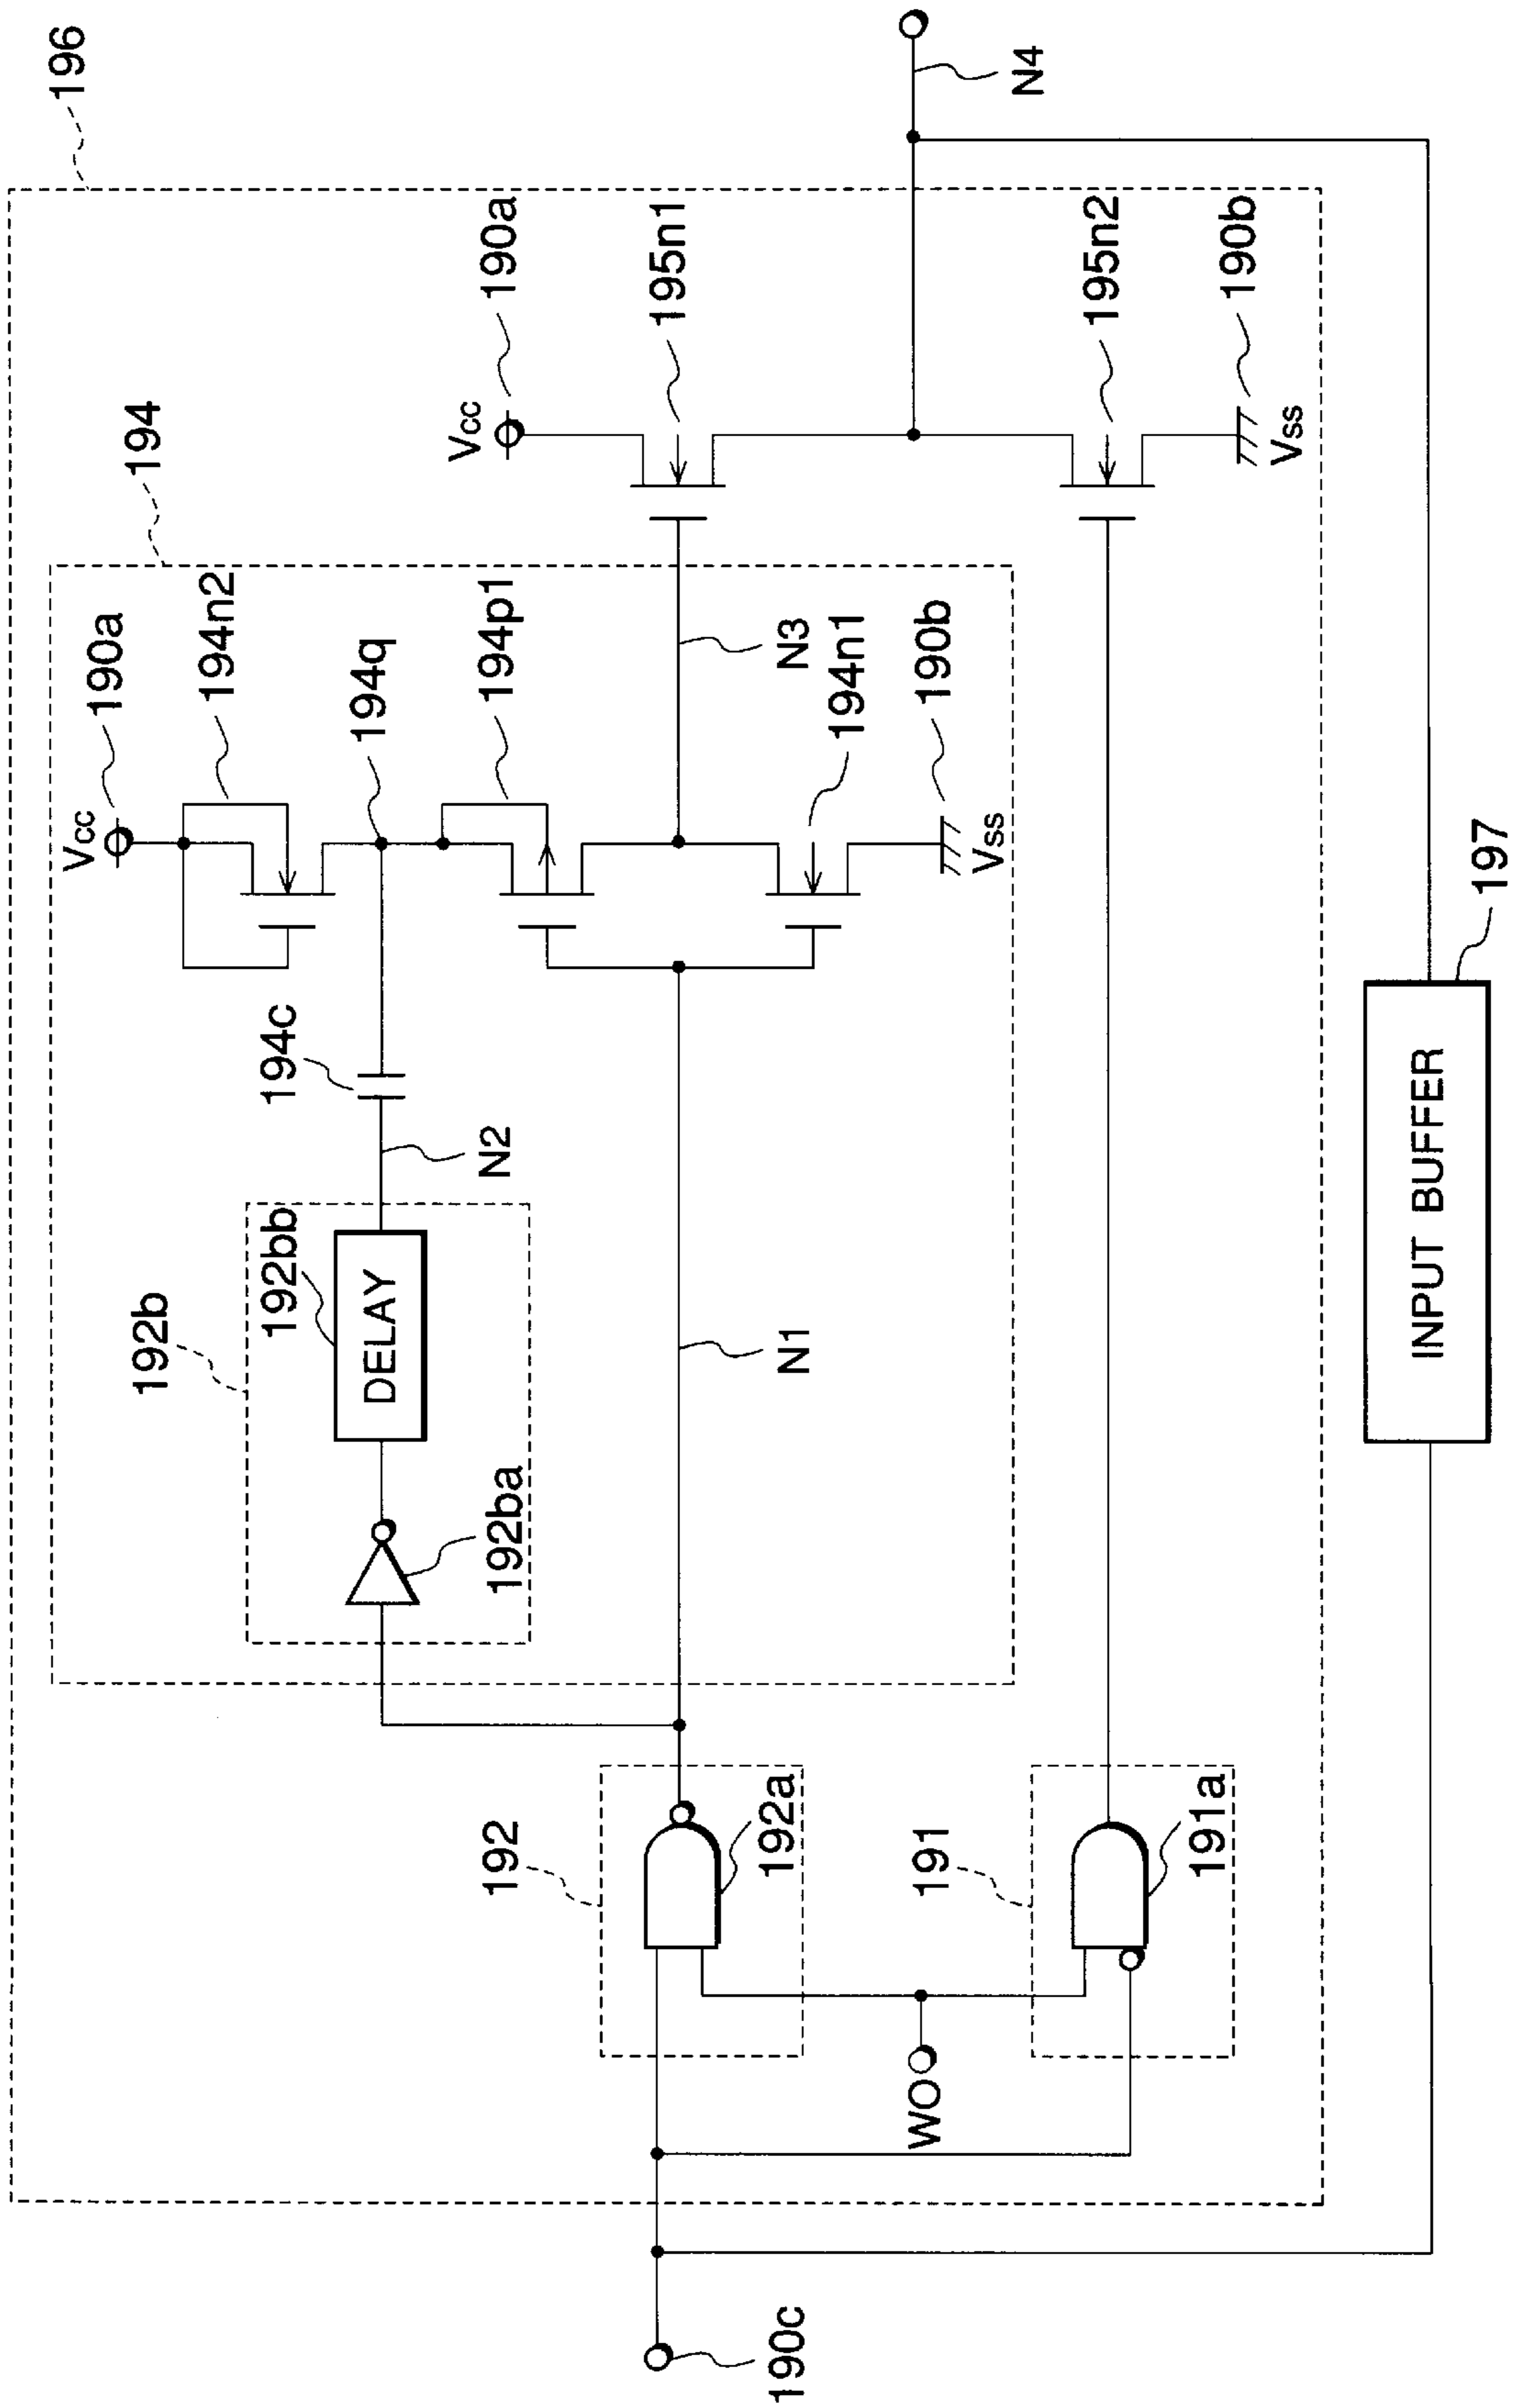 196
194
190a
Vcc
194n2
194q
194p1
N3
194n1
190b
Vss
190a
Vcc
195n1
N4
195n2
190b
Vss
194c
N2
192b
192bb
DELAY
192ba
N1
192
192a
191
191a
WO
190c
INPUT BUFFER
197